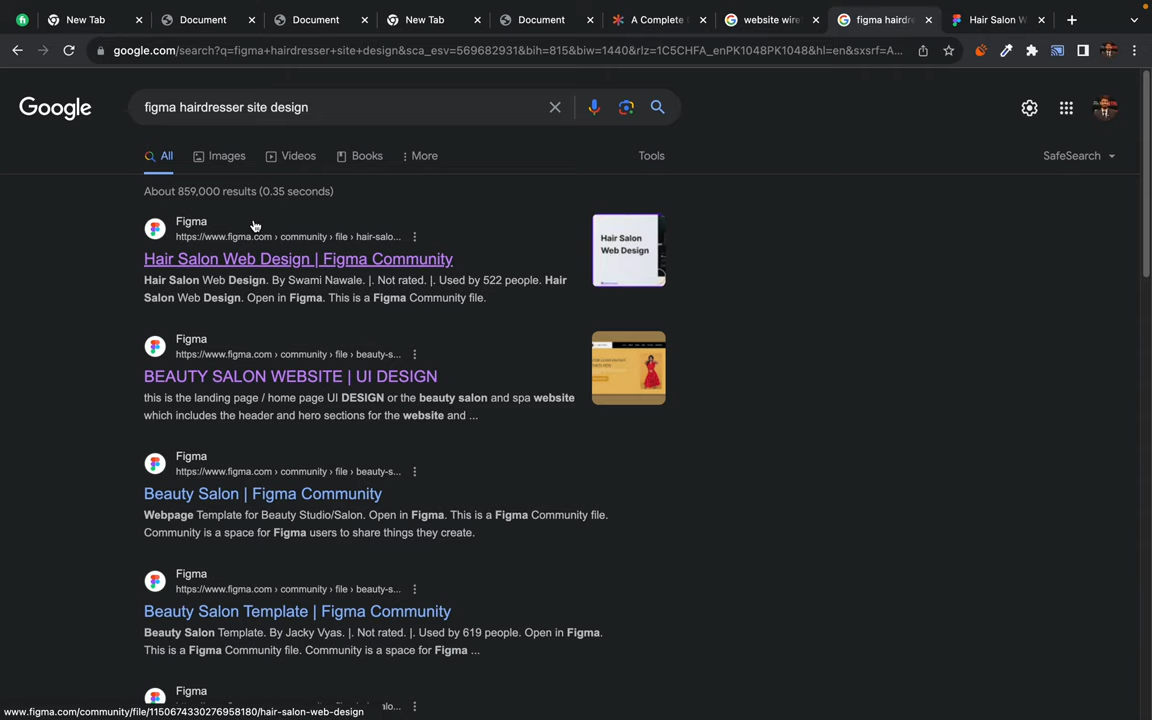 New Tab
Document
Document
New Tab
Document
A Complete
website wire
figma hairdre
Hair Salon W
google.com/search?q=figma+hairdresser+site+design&sca_esv=569682931&bih=815&biw=1440&rlz=1C5CHFA_enPK1048PK1048&hl=en&sxsrf=A...
Google
figma hairdresser site design
All
Images
Videos
Books
More
Tools
SafeSearch
About 859,000 results (0.35 seconds)
Figma
https://www.figma.com › community › file › hair-salo...
Hair Salon Web Design | Figma Community
Hair Salon Web Design. By Swami Nawale. |. Not rated. |. Used by 522 people. Hair
Salon Web Design. Open in Figma. This is a Figma Community file.
Hair Salon
Web Design
Figma
https://www.figma.com › community › file › beauty-s...
BEAUTY SALON WEBSITE | UI DESIGN
this is the landing page / home page UI DESIGN or the beauty salon and spa website
which includes the header and hero sections for the website and ...
Figma
https://www.figma.com › community › file › beauty-s...
Beauty Salon | Figma Community
Webpage Template for Beauty Studio/Salon. Open in Figma. This is a Figma Community file.
Community is a space for Figma users to share things they create.
Figma
https://www.figma.com › community › file › beauty-s...
Beauty Salon Template | Figma Community
Beauty Salon Template. By Jacky Vyas. |. Not rated. |. Used by 619 people. Open in Figma.
This is a Figma Community file. Community is a space for Figma ...
Figma
alo...
www.figma.com/community/file/1150674330276958180/hair-salon-web-design